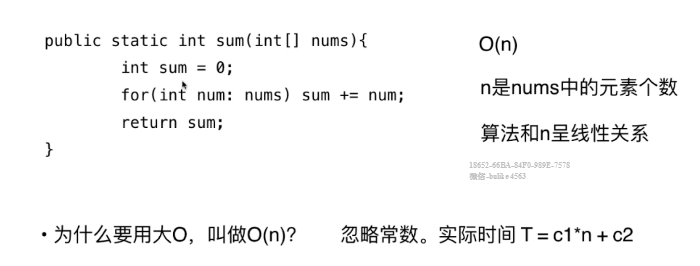 public static int sum(int[] nums){
int sum = 0;
for(int num: nums) sum += num;
return sum;
}
O(n)
n是nums中的元素个数
算法和n呈线性关系
18652-66BA-84F0-989E-7578
微信-bulike4563
•为什么要用大O，叫做O(n)? 忽略常数。实际时间 T = c1*n + c2